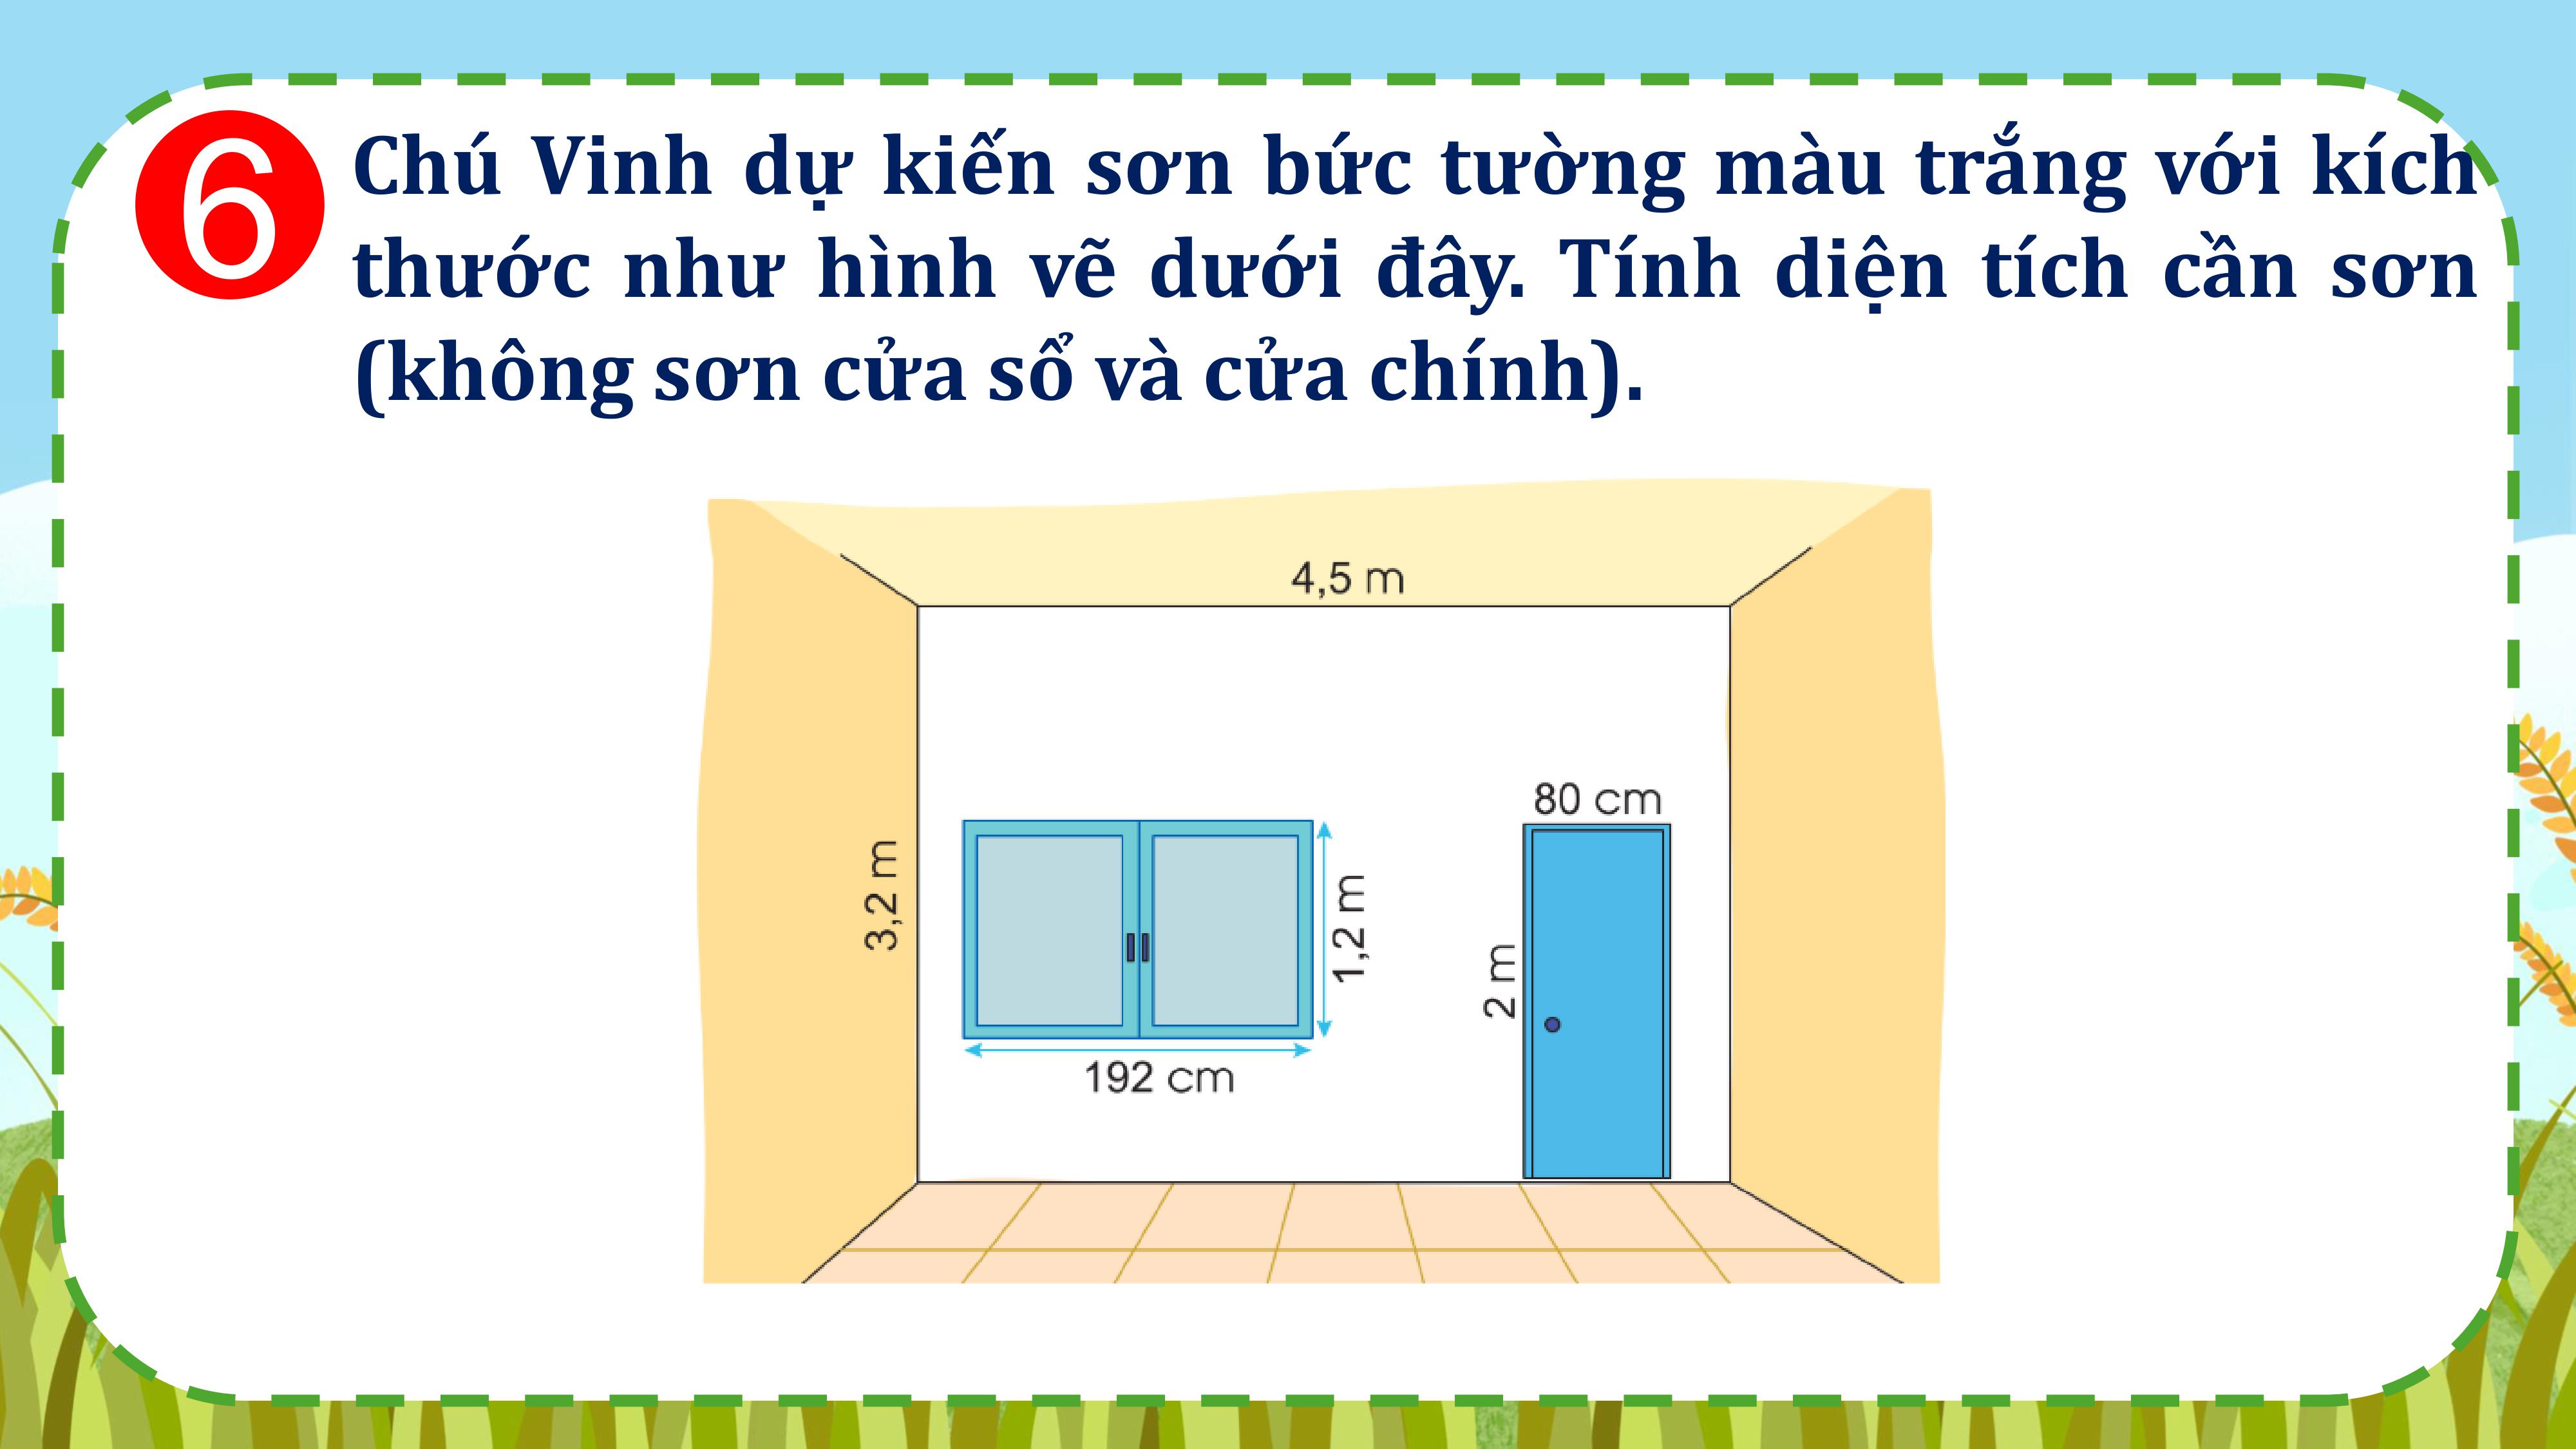 6
Chú Vinh dự kiến sơn bức tường màu trắng với kích
thước như hình vẽ dưới đây. Tính diện tích cần sơn
(không sơn cửa sổ và cửa chính).
4,5 m
3,2 m
192 cm
1,2 m
80 cm
2 m